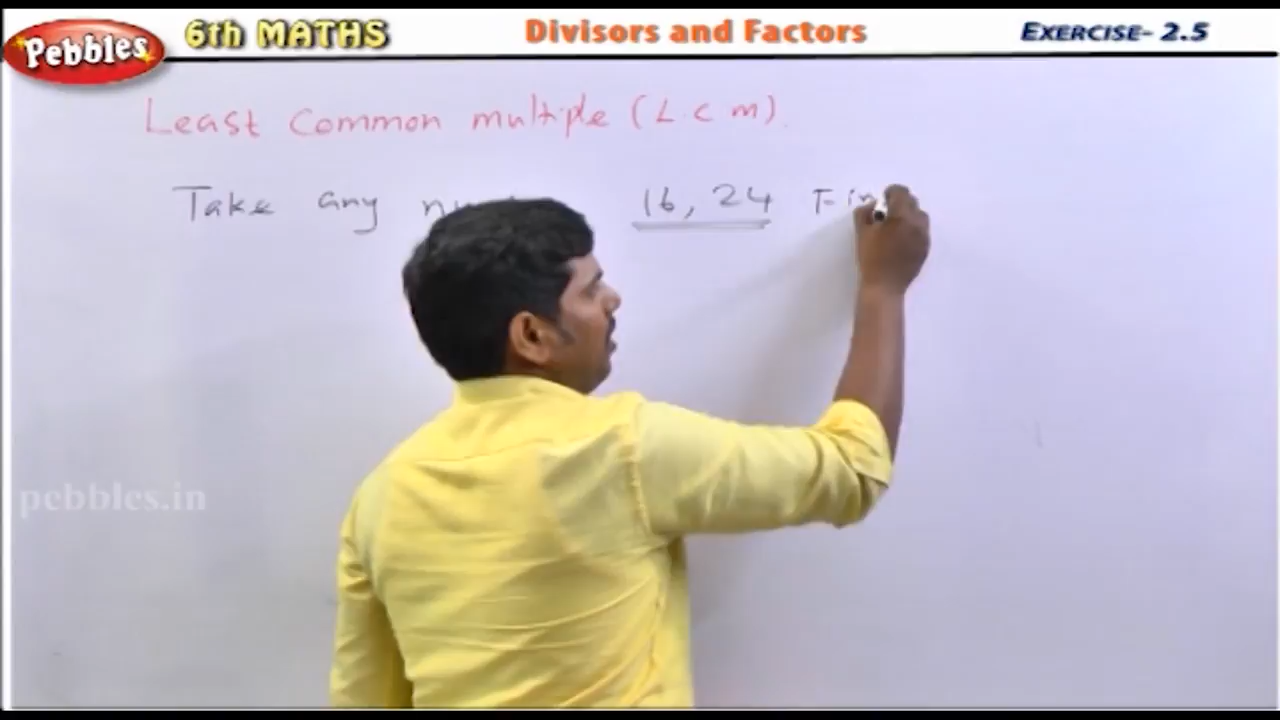 Pebbles
6th MATHS
Divisors and Factors
EXERCISE- 2.5
Least Common multiple (L.C.m).
Take any 16, 24
pebbles.in